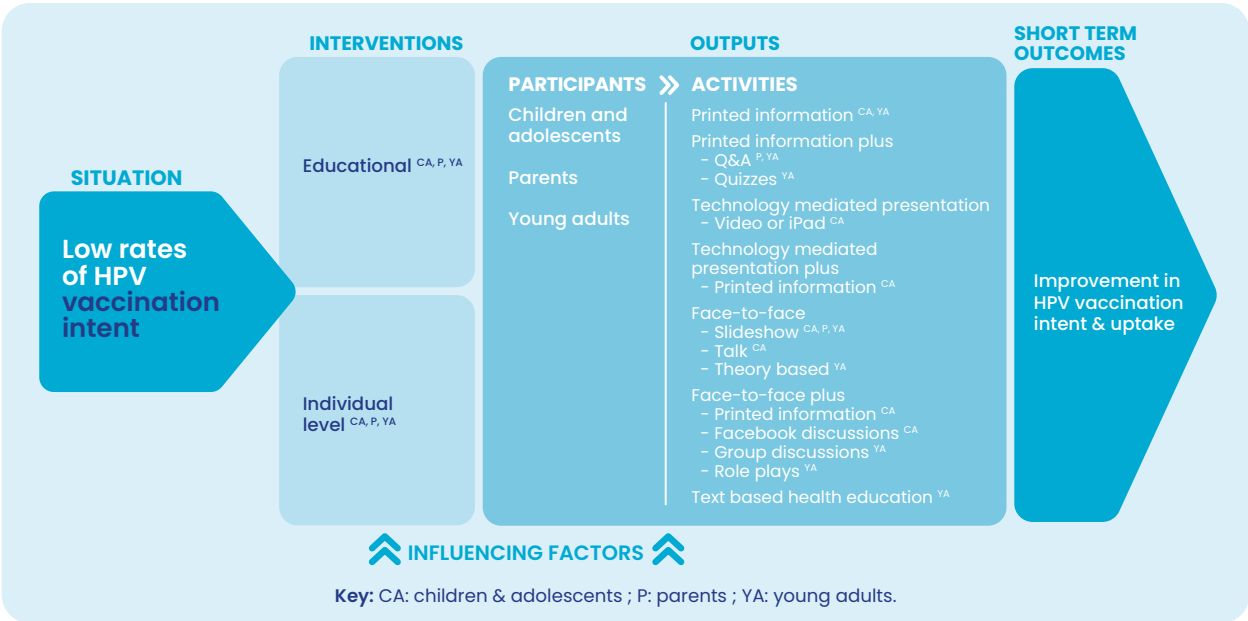 SITUATION
Low rates
of HPV
vaccination
intent
INTERVENTIONS
Educational CA, P, YA
Individual
level CA, P, YA
OUTPUTS
PARTICIPANTS
Children and
adolescents
Parents
Young adults
ACTIVITIES
Printed information CA, YA
Printed information plus
- Q&A P, YA
- Quizzes YA
Technology mediated presentation
- Video or iPad CA
Technology mediated
presentation plus
- Printed information CA
Face-to-face
- Slideshow CA, P, YA
- Talk CA
- Theory based YA
Face-to-face plus
- Printed information CA
- Facebook discussions CA
- Group discussions YA
- Role plays YA
Text based health education YA
SHORT TERM
OUTCOMES
Improvement in
HPV vaccination
intent & uptake
INFLUENCING FACTORS
Key: CA: children & adolescents ; P: parents ; YA: young adults.